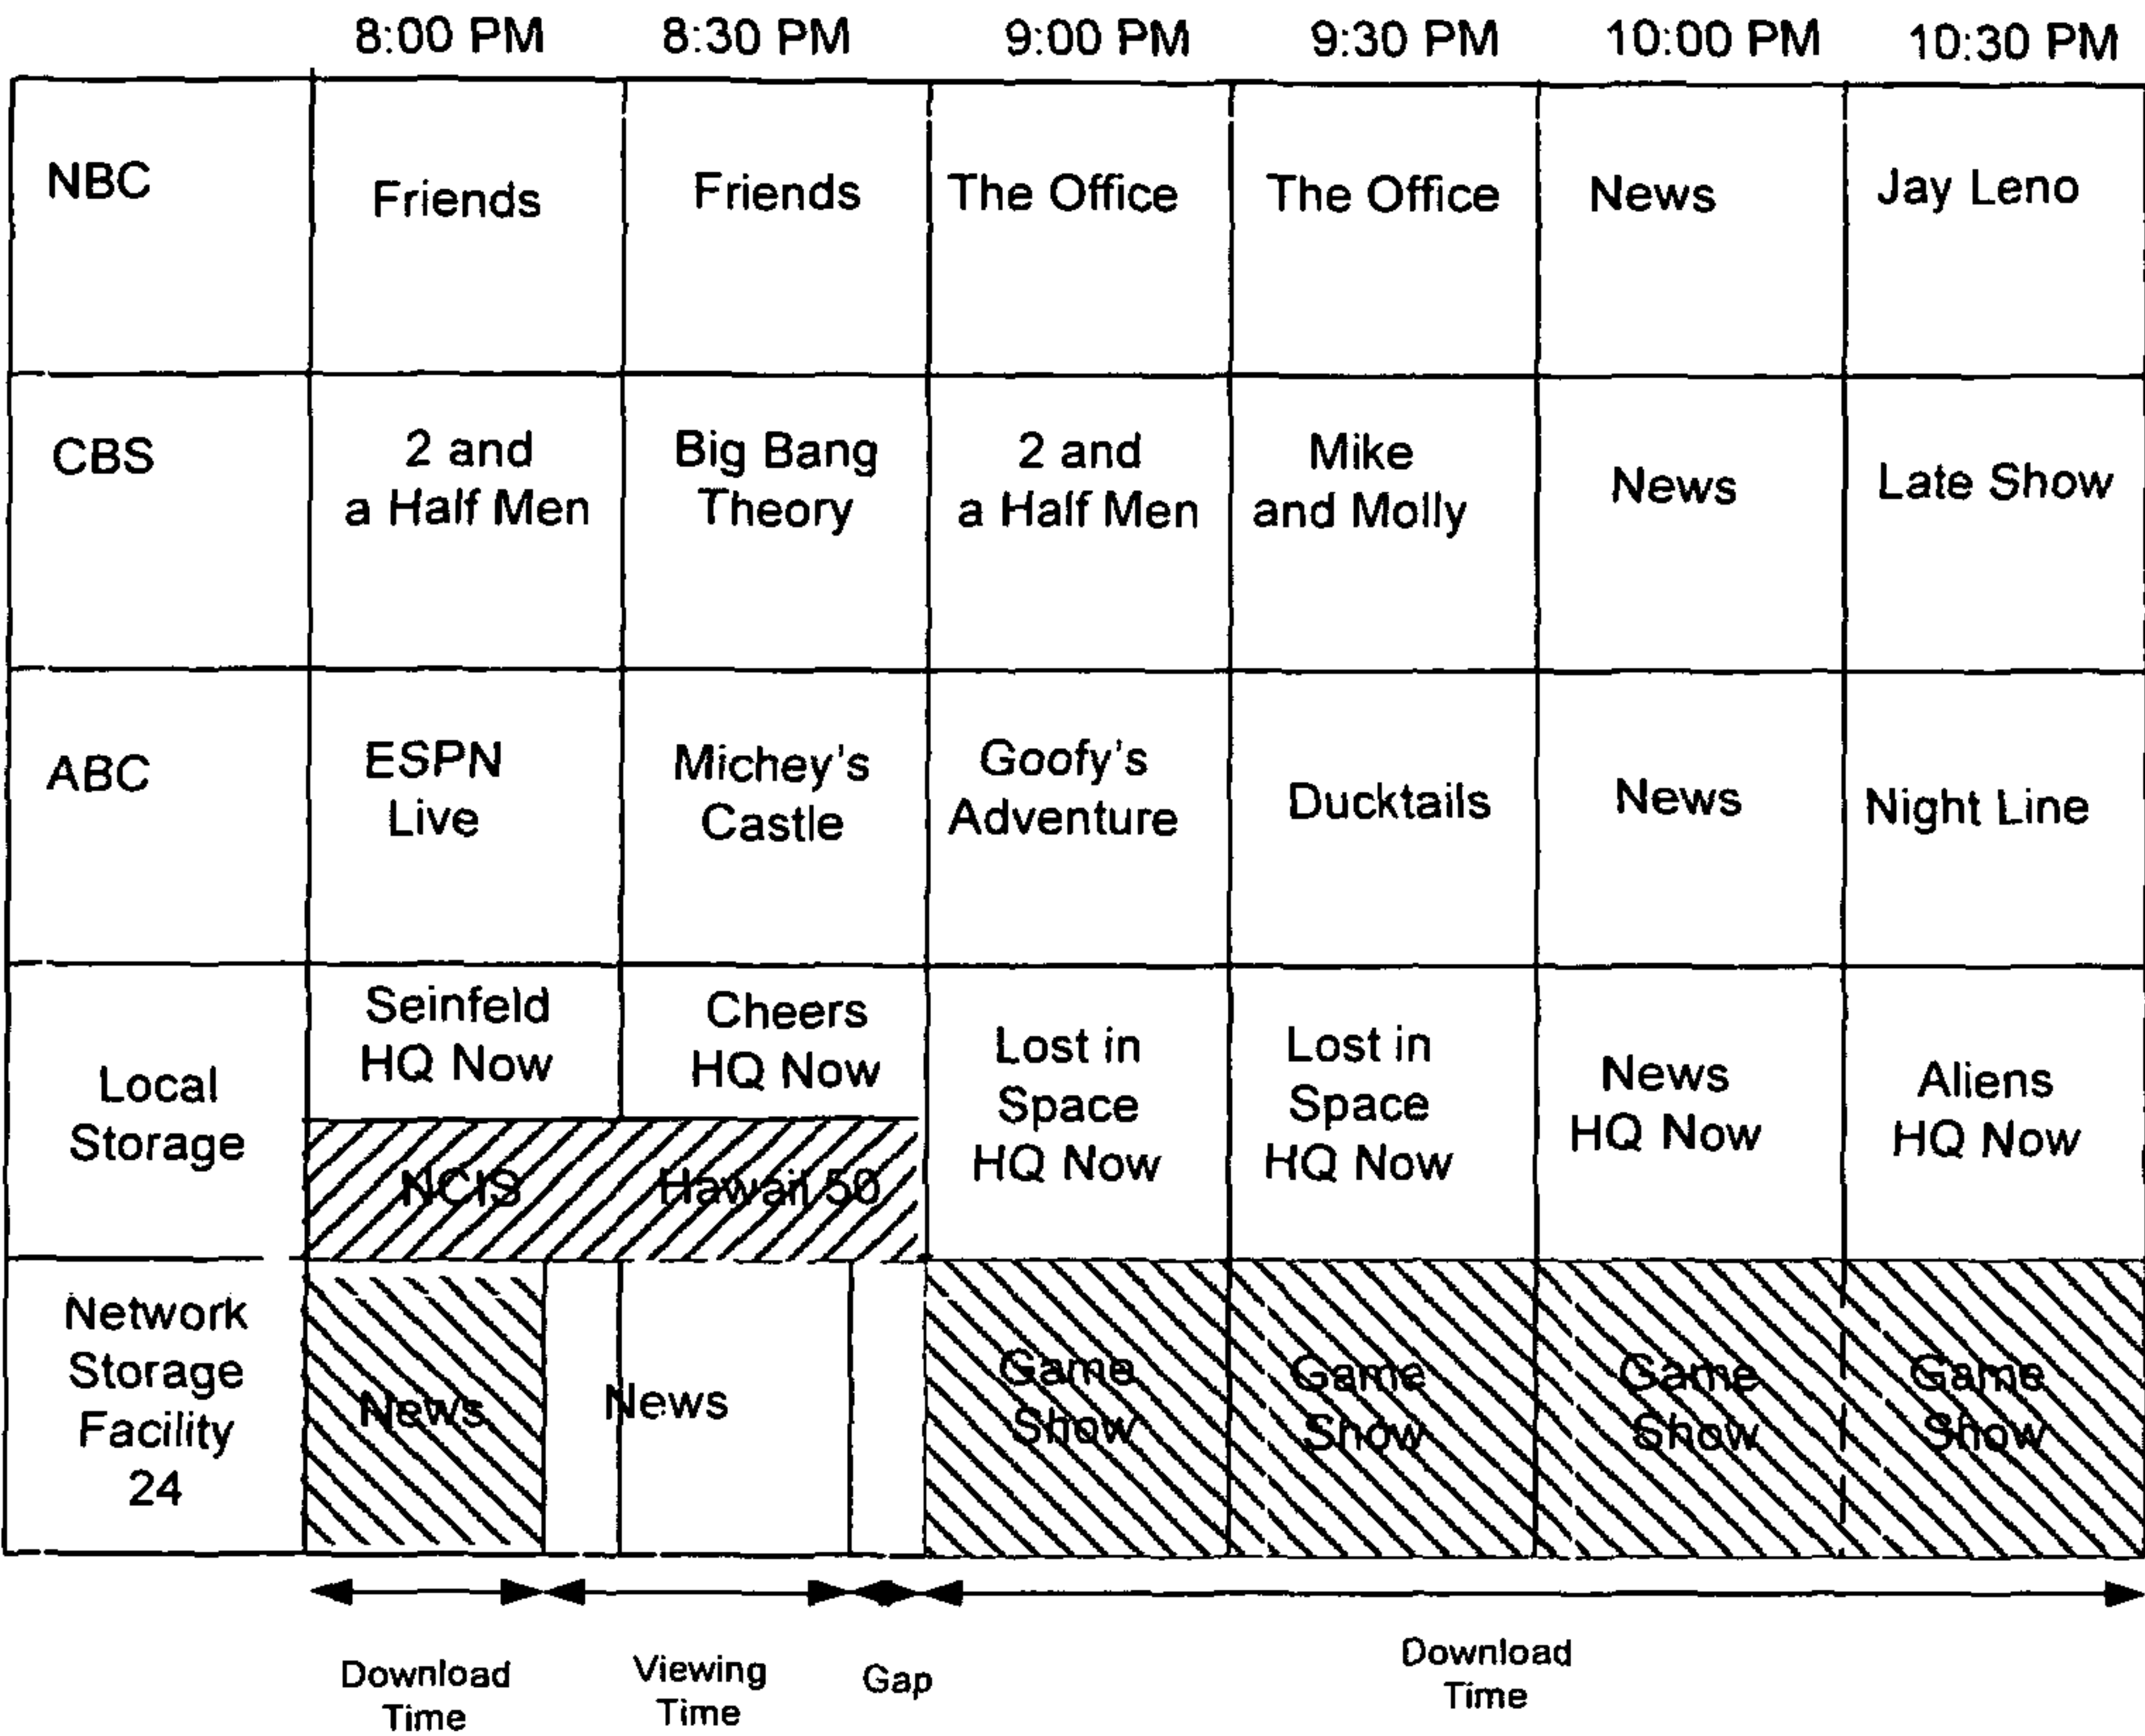 8:00 PM 8:30 PM 9:00 PM 9:30 PM 10:00 PM 10:30 PM
NBC
Friends
Friends
The Office
The Office
News
Jay Leno
CBS
2 and
a Half Men
Big Bang
Theory
2 and
a Half Men
Mike
and Molly
News
Late Show
ABC
ESPN
Live
Michey's
Castle
Goofy's
Adventure
Ducktails
News
Night Line
Local
Storage
Seinfeld
HQ Now
Cheers
HQ Now
NCIS
Hawaii 50
Lost in
Space
HQ Now
Lost in
Space
HQ Now
News
HQ Now
Aliens
HQ Now
Network
Storage
Facility
24
News
News
Game
Show
Game
Show
Game
Show
Game
Show
Download
Time
Viewing
Time
Gap
Download
Time